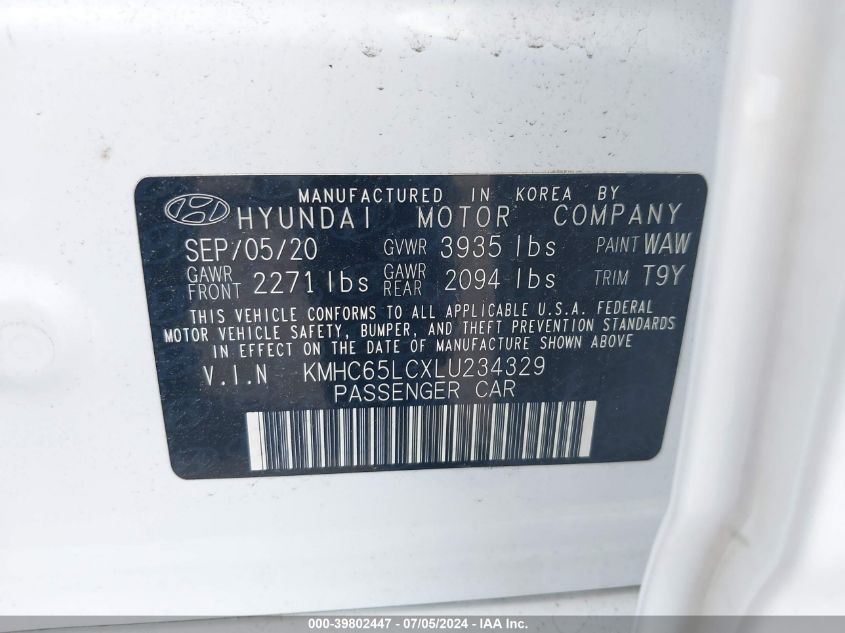 MANUFACTURED IN KOREA BY
HYUNDAI MOTOR COMPANY
SEP/05/20 GVWR 3935 lbs PAINT WAW
GAWR FRONT 2271 lbs GAWR REAR 2094 lbs TRIM T9Y
THIS VEHICLE CONFORMS TO ALL APPLICABLE U.S.A. FEDERAL
MOTOR VEHICLE SAFETY, BUMPER, AND THEFT PREVENTION STANDARDS
IN EFFECT ON THE DATE OF MANUFACTURE SHOWN ABOVE
V.I.N KMHC65LCXLU234329
PASSENGER CAR
000-39802447 - 07/05/2024 - IAA Inc.